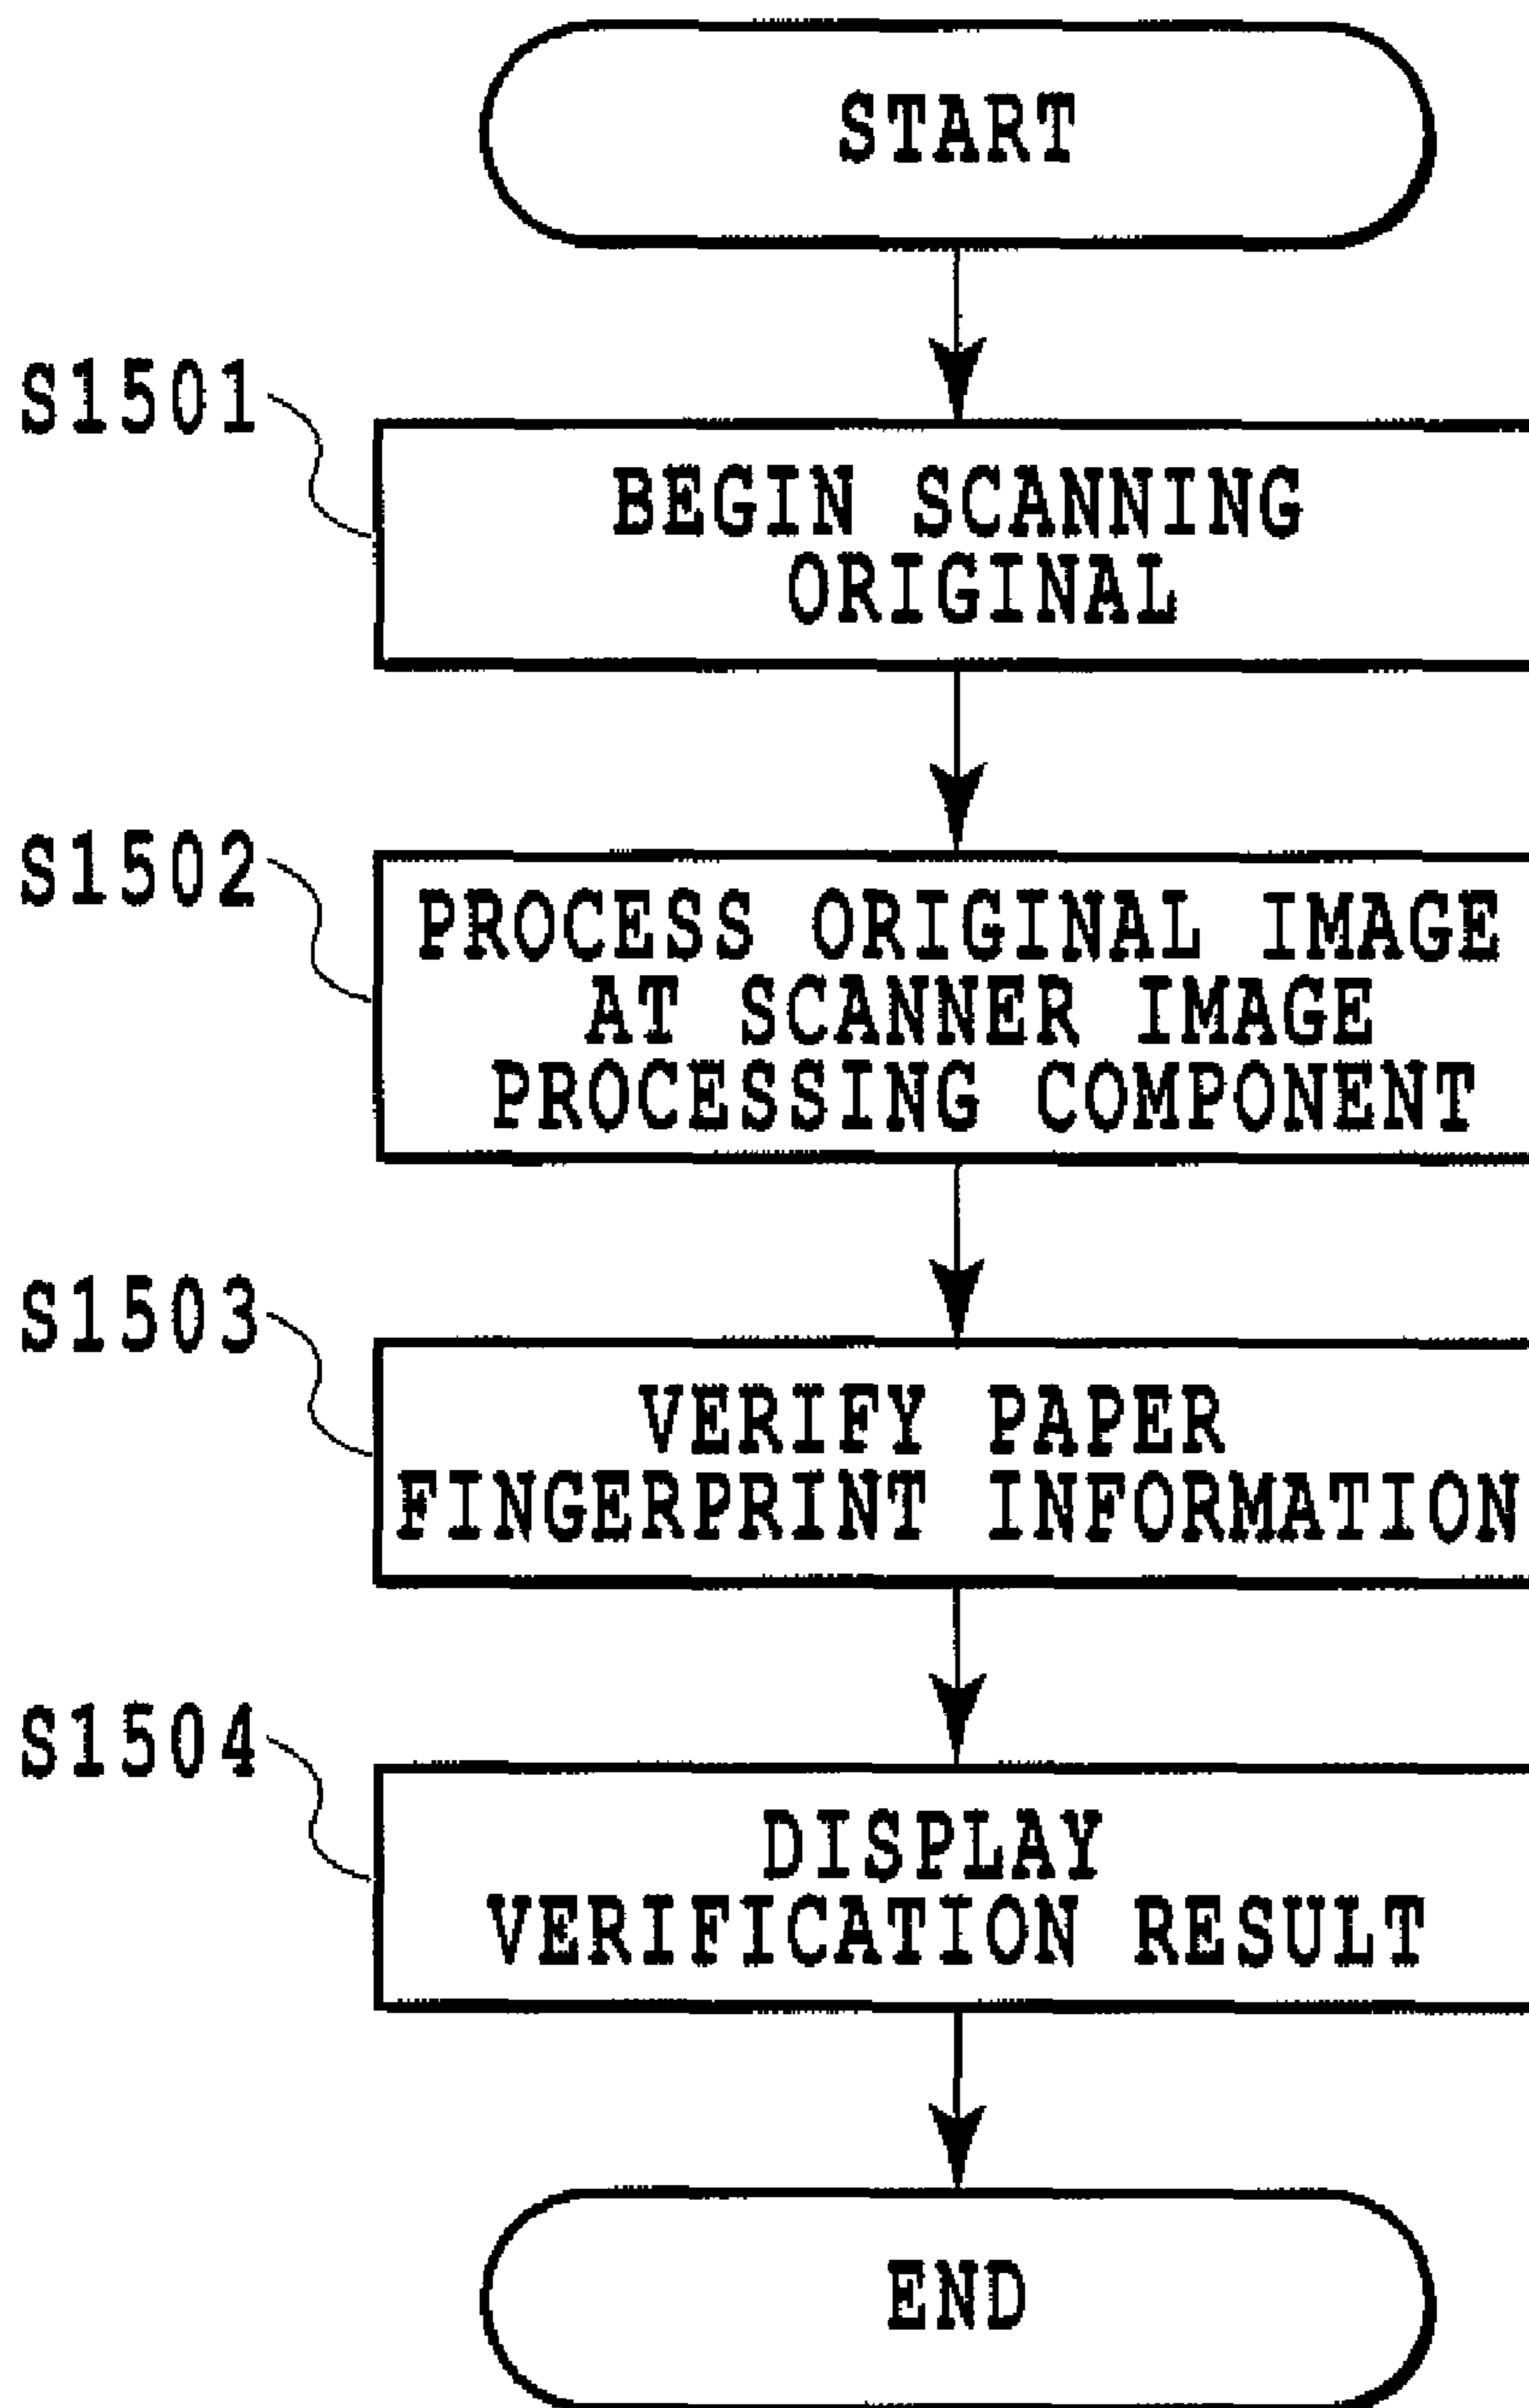 START
S1501
BEGIN SCANNING
ORIGINAL
S1502
PROCESS ORIGINAL IMAGE
AT SCANNER IMAGE
PROCESSING COMPONENT
S1503
VERIFY PAPER
FINGERPRINT INFORMATION
S1504
DISPLAY
VERIFICATION RESULT
END